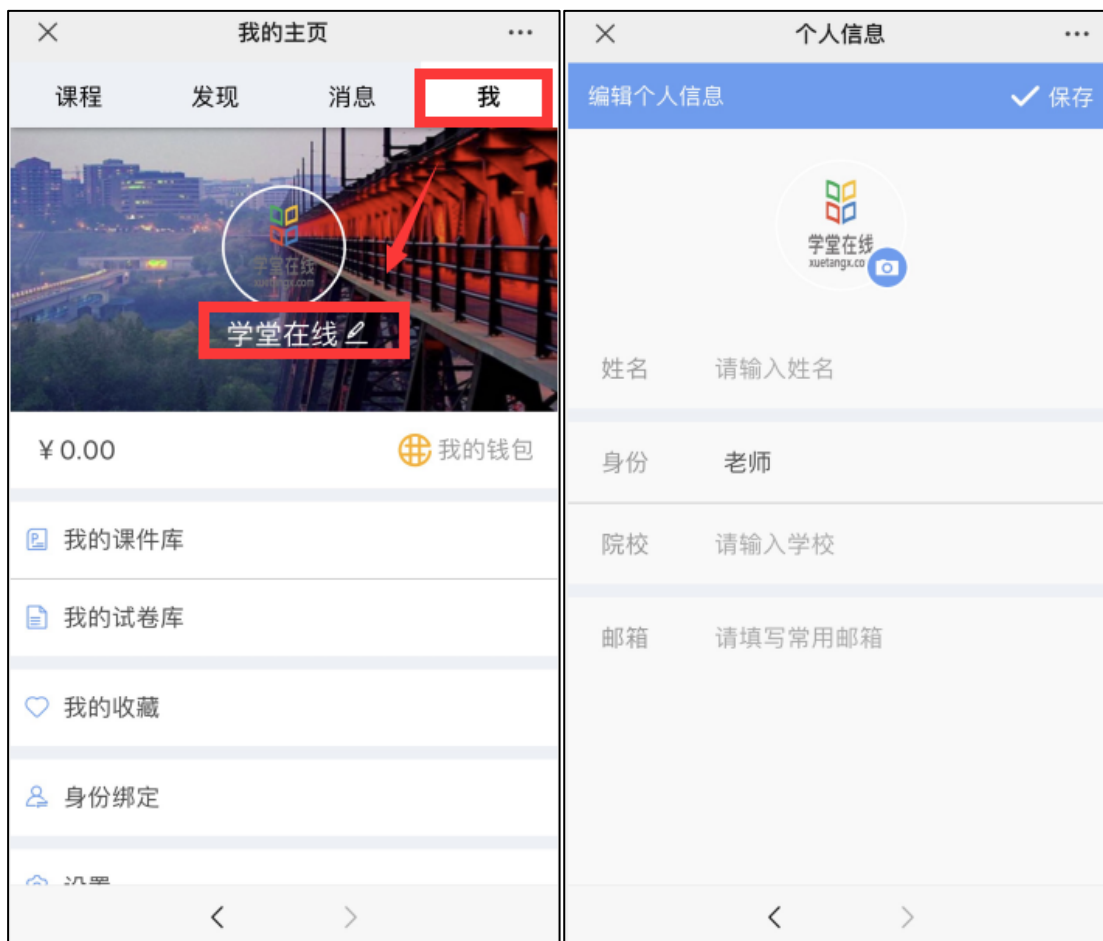 我的主页
课程 发现 消息 我
学堂在线
xuetangx.com
学堂在线
¥0.00 我的钱包
我的课件库
我的试卷库
我的收藏
身份绑定
设置
个人信息
编辑个人信息 保存
学堂在线
xuetangx.co
姓名 请输入姓名
身份 老师
院校 请输入学校
邮箱 请填写常用邮箱